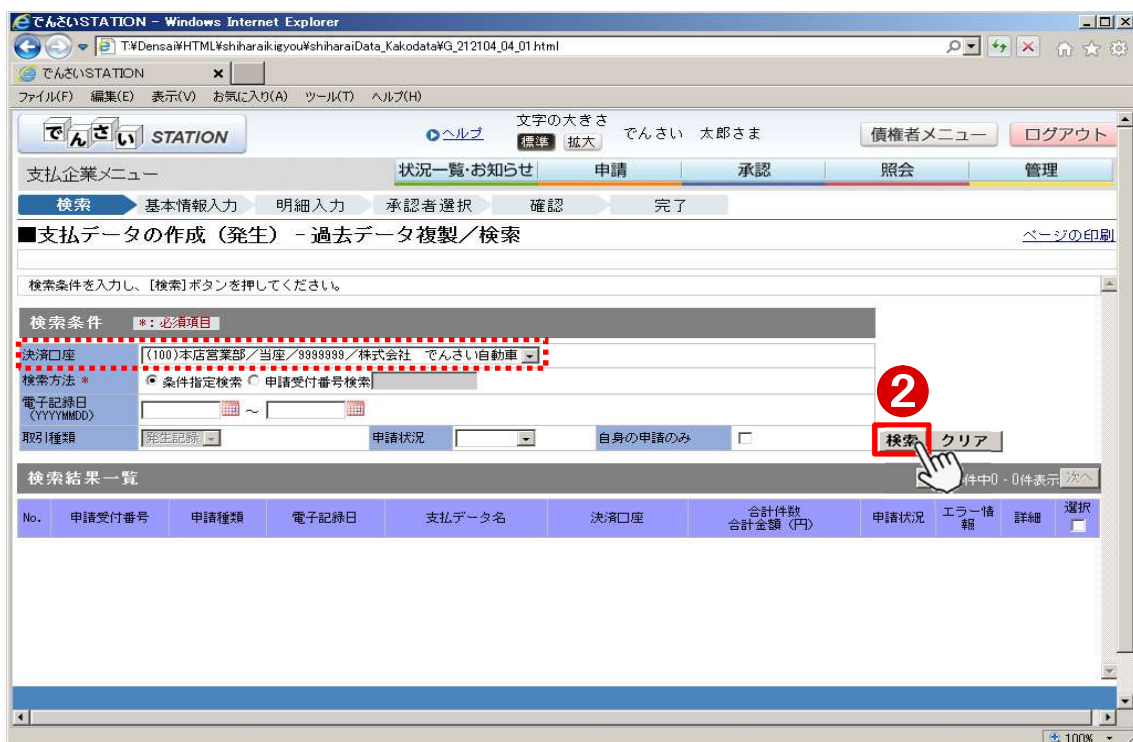 でんさいSTATION - Windows Internet Explorer
T:¥Densai¥HTML¥shiharaikigyou¥shiharaiData_Kakodata¥G_212104_04_01.html
でんさいSTATION
ファイル(F) 編集(E) 表示(V) お気に入り(A) ツール(T) ヘルプ(H)
でんさい STATION
ヘルプ
文字の大きさ
標準 拡大
でんさい 太郎さま
債権者メニュー
ログアウト
支払企業メニュー
状況一覧・お知らせ 申請 承認 照会 管理
検索 基本情報入力 明細入力 承認者選択 確認 完了
■支払データの作成（発生） －過去データ複製／検索
ページの印刷
検索条件を入力し、[検索]ボタンを押してください。
検索条件 *：必須項目
決済口座 (100)本店営業部／当座／9999999／株式会社 でんさい自動車
検索方法 * 条件指定検索 申請受付番号検索
電子記録日
(YYYYMMDD)
～
取引種類 発生記録 申請状況 自身の申請のみ
2
検索 クリア
検索結果一覧
件中0 - 0件表示 次へ
No. 申請受付番号 申請種類 電子記録日 支払データ名 決済口座 合計件数
合計金額（円） 申請状況 エラー情
報 詳細 選択
100%